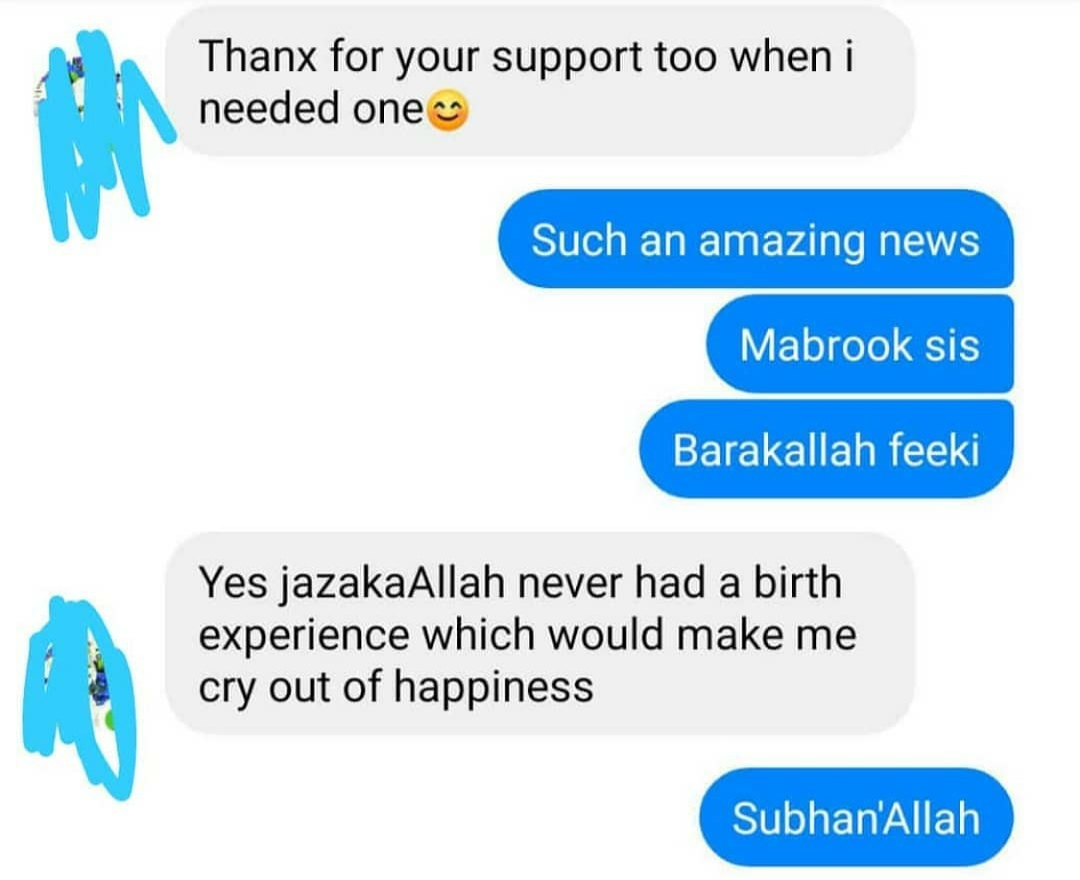 Thanx for your support too when i
needed one😊
Such an amazing news
Mabrook sis
Barakallah feeki
Yes jazakaAllah never had a birth
experience which would make me
cry out of happiness
Subhan'Allah